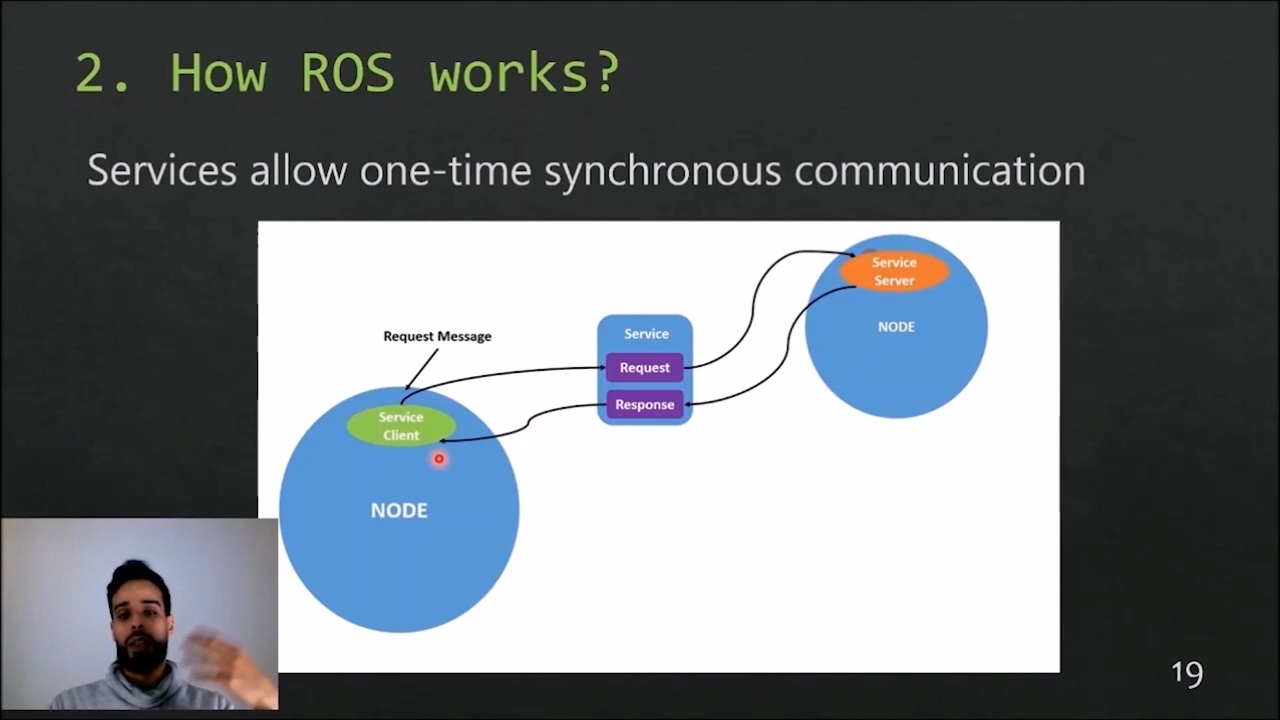 2. How ROS works?
Services allow one-time synchronous communication
Request Message
Service
Client
NODE
Service
Request
Response
Service
Server
NODE
19